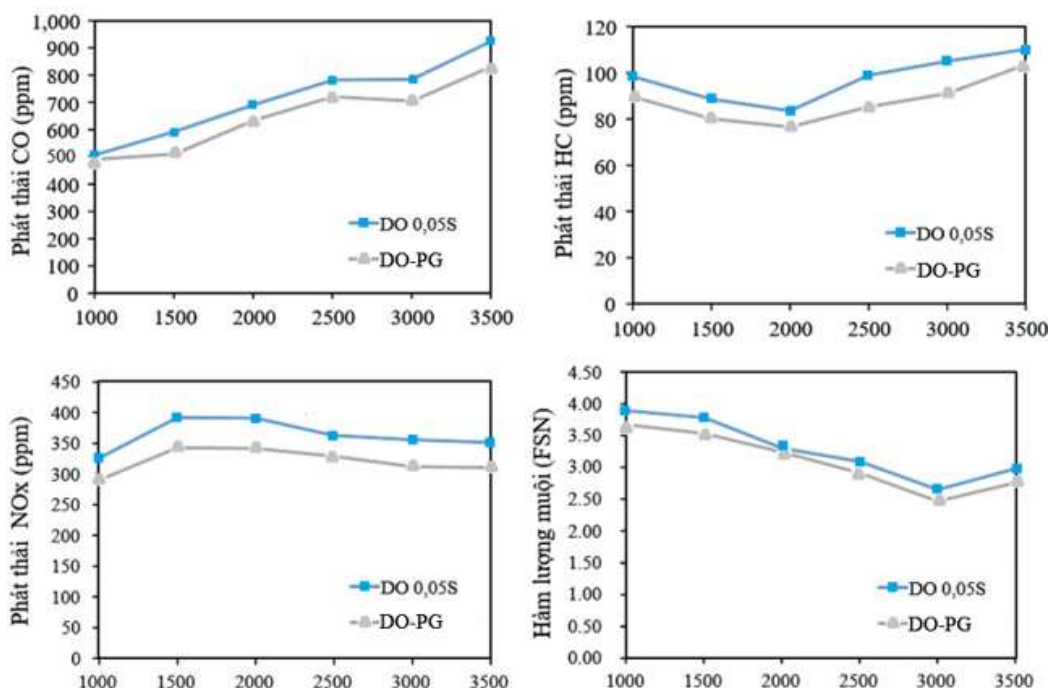 Phát thải CO (ppm)
1,000
900
800
700
600
500
400
300
200
100
0
1000 1500 2000 2500 3000 3500
DO 0,05S
DO-PG
Phát thải HC (ppm)
120
100
80
60
40
20
0
1000 1500 2000 2500 3000 3500
DO 0,05S
DO-PG
Phát thải NOx (ppm)
450
400
350
300
250
200
150
100
50
0
1000 1500 2000 2500 3000 3500
DO 0,05S
DO-PG
Hàm lượng muội (FSN)
4.50
4.00
3.50
3.00
2.50
2.00
1.50
1.00
0.50
0.00
1000 1500 2000 2500 3000 3500
DO 0,05S
DO-PG